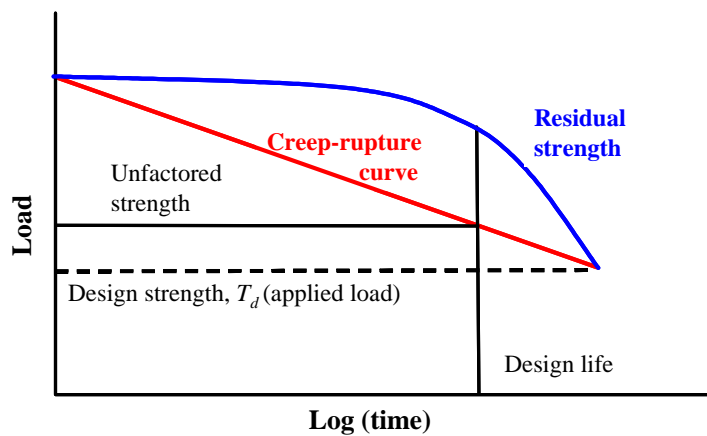 Residual
strength
Creep-rupture
curve
Unfactored
strength
Load
Design strength, T_d (applied load)
Design life
Log (time)